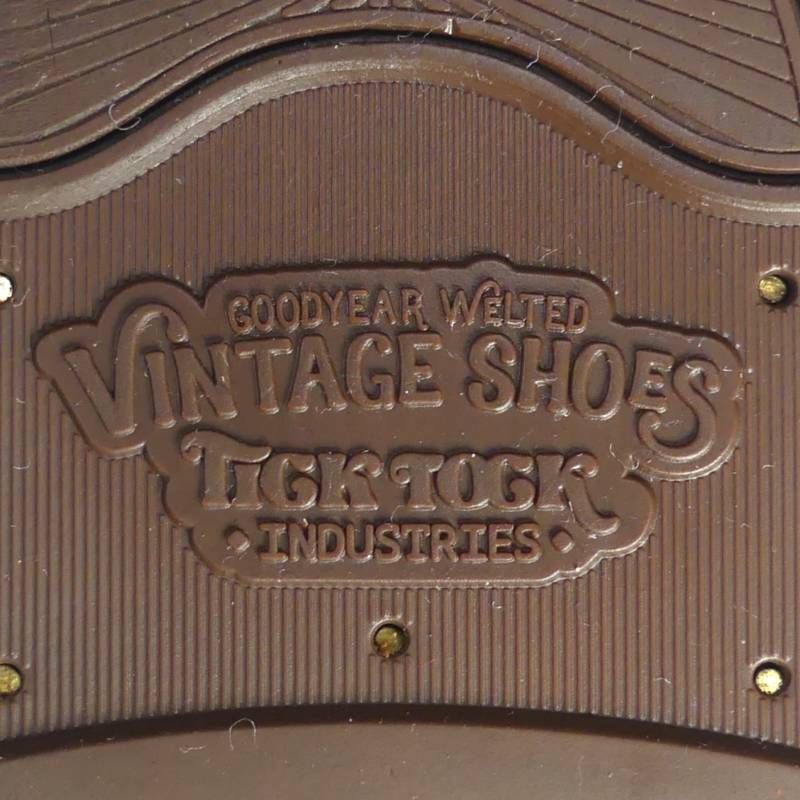 GOODYEAR WELTED
VINTAGE SHOES
TICK TOCK
• INDUSTRIES •